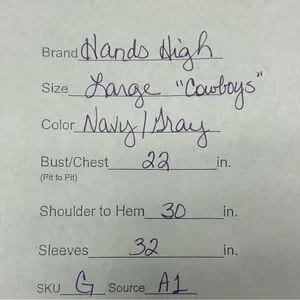 Brand Hands High
Size Large "Cowboys"
Color Navy/Gray
Bust/Chest 22 in.
(Pit to Pit)
Shoulder to Hem 30 in.
Sleeves 32 in.
SKU G Source A1